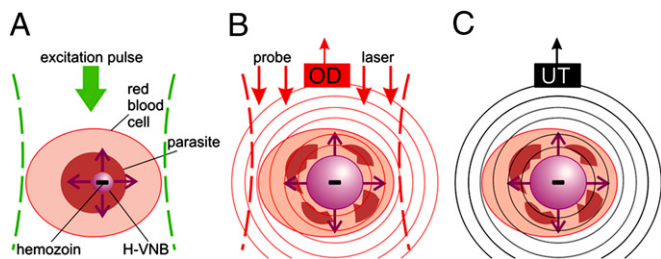 A
excitation pulse
red
blood
cell
parasite
hemozoin
H-VNB
B
probe
laser
OD
C
UT